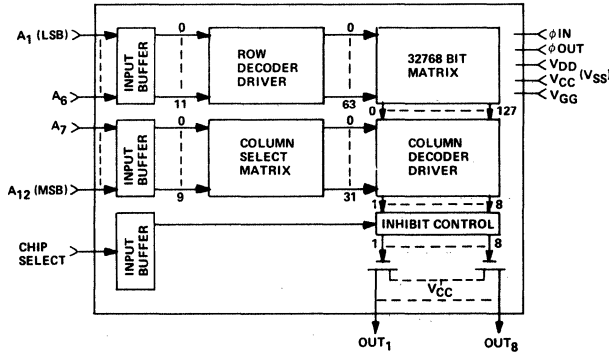 A1 (LSB)
A6
INPUT BUFFER
0
11
ROW DECODER DRIVER
0
63
32768 BIT MATRIX
φIN
φOUT
VDD
VCC (VSS)
VGG
0
127
A7
A12 (MSB)
INPUT BUFFER
0
9
COLUMN SELECT MATRIX
0
31
COLUMN DECODER DRIVER
1
8
CHIP SELECT
INPUT BUFFER
INHIBIT CONTROL
1
8
VCC
OUT1
OUT8